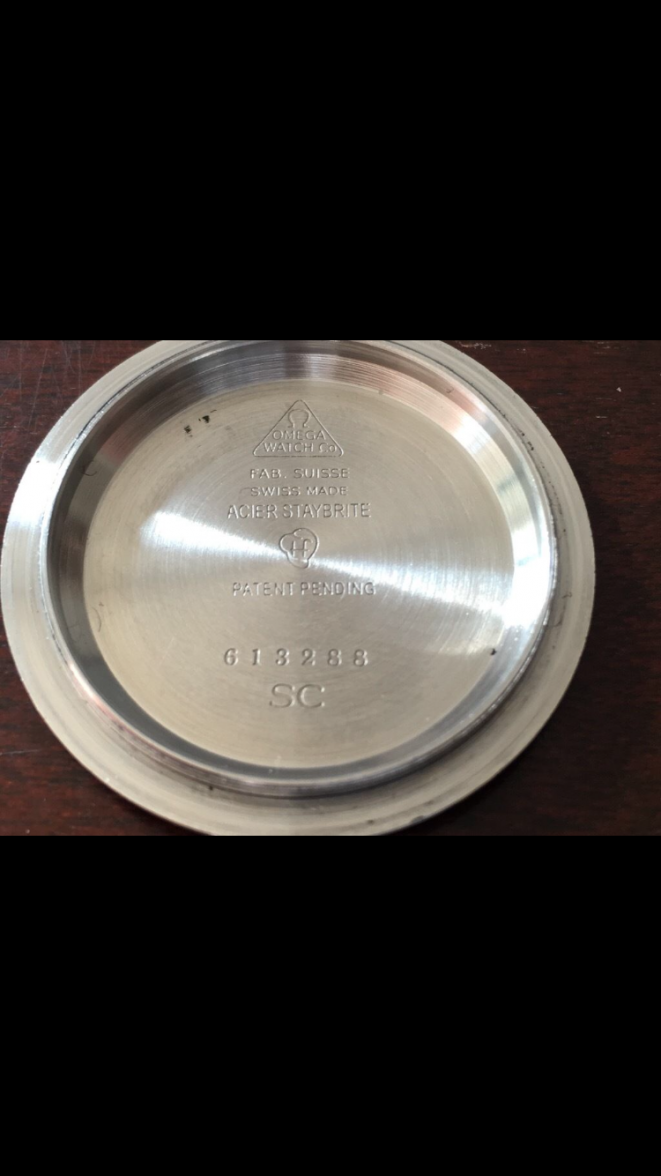 Ω
OMEGA
WATCH Co
FAB. SUISSE
SWISS MADE
ACIER STAYBRITE
H
PATENT PENDING
613288
SC